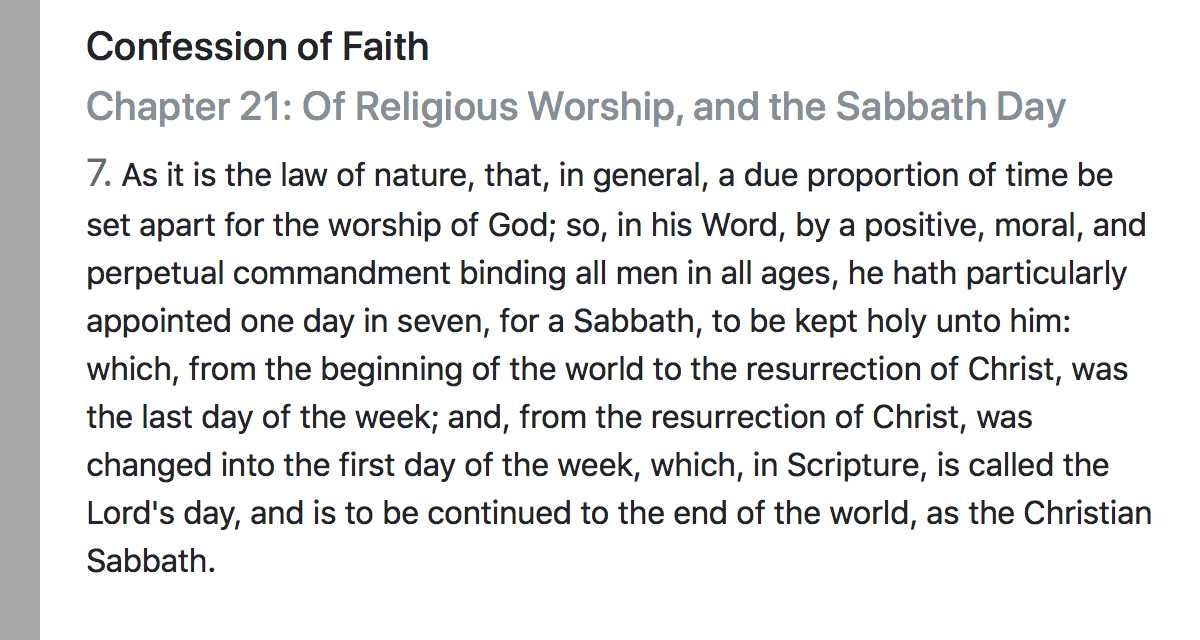 Confession of Faith
Chapter 21: Of Religious Worship, and the Sabbath Day
7. As it is the law of nature, that, in general, a due proportion of time be
set apart for the worship of God; so, in his Word, by a positive, moral, and
perpetual commandment binding all men in all ages, he hath particularly
appointed one day in seven, for a Sabbath, to be kept holy unto him:
which, from the beginning of the world to the resurrection of Christ, was
the last day of the week; and, from the resurrection of Christ, was
changed into the first day of the week, which, in Scripture, is called the
Lord's day, and is to be continued to the end of the world, as the Christian
Sabbath.